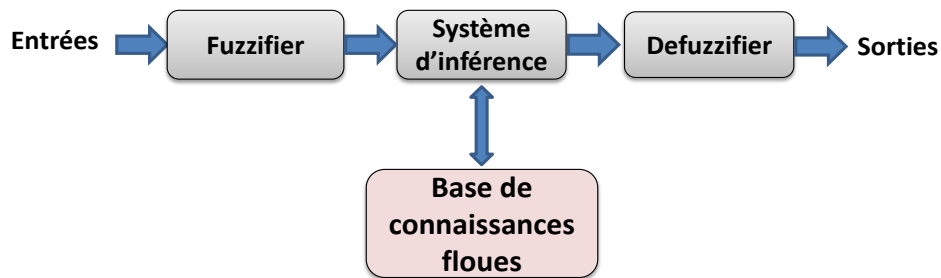 Entrées
Fuzzifier
Système
d'inférence
Defuzzifier
Sorties
Base de
connaissances
floues